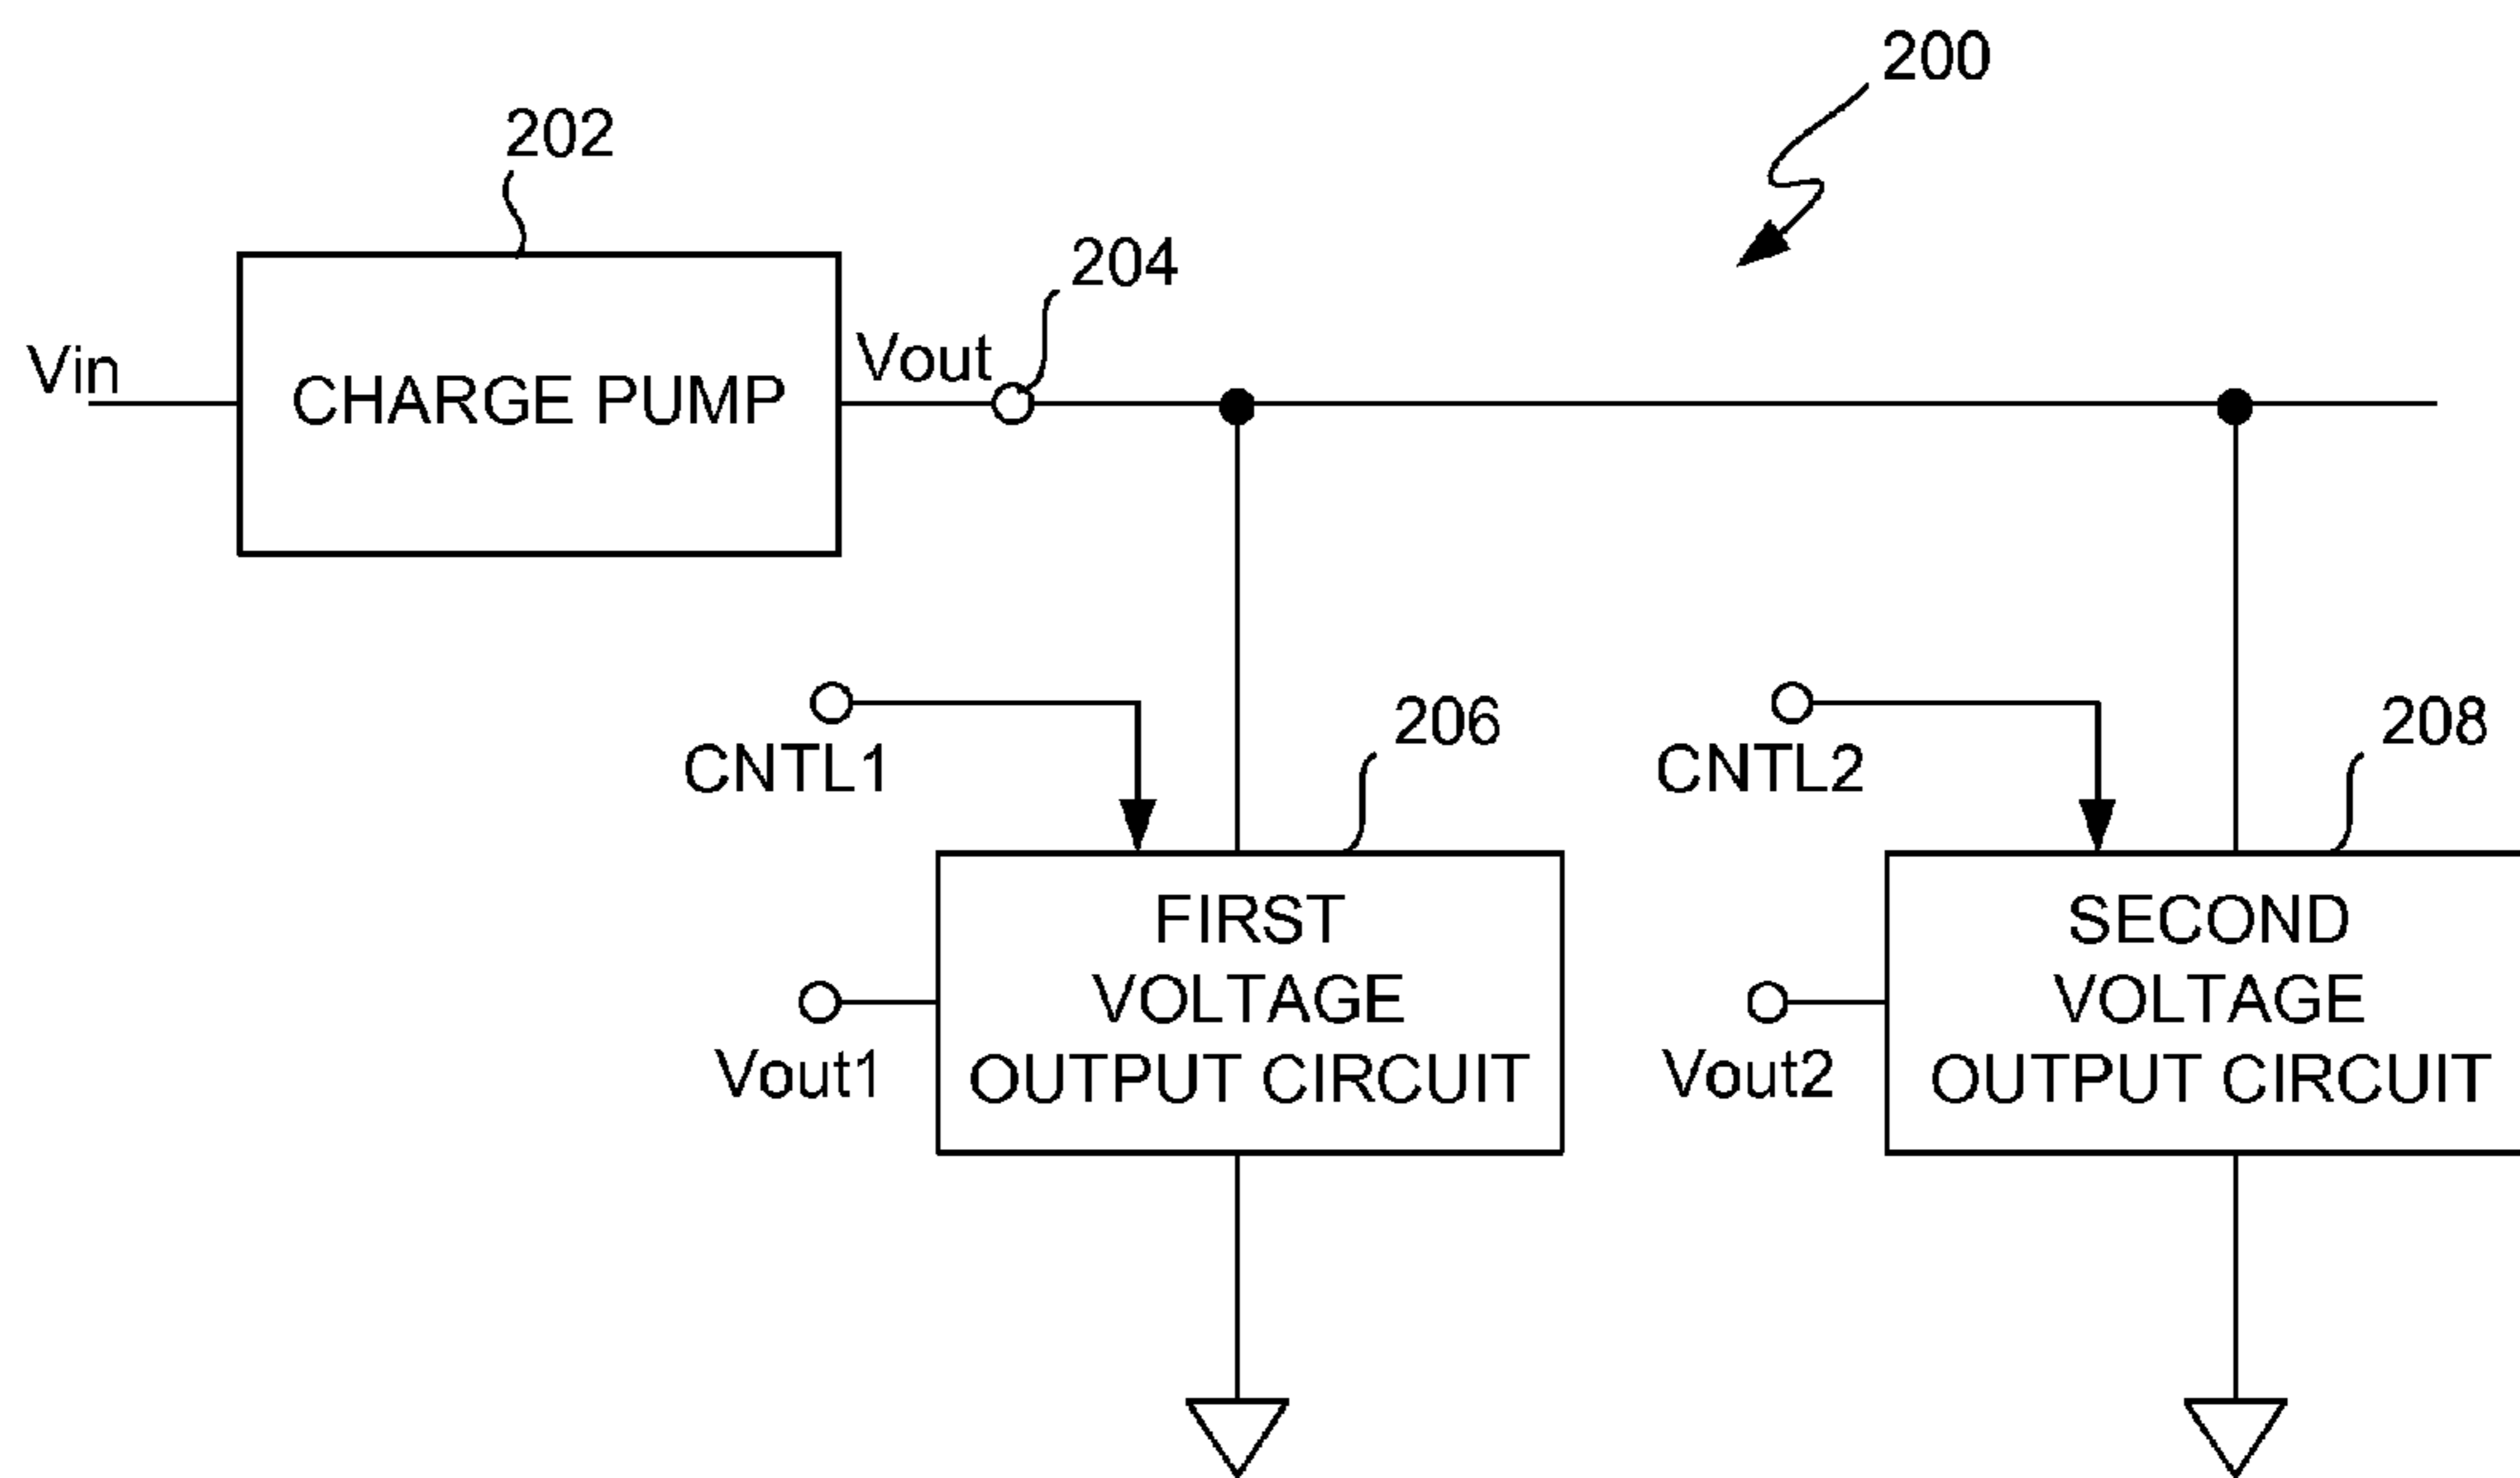 200
202
204
Vin
CHARGE PUMP
Vout
CNTL1
206
CNTL2
208
FIRST
VOLTAGE
OUTPUT CIRCUIT
Vout1
SECOND
VOLTAGE
OUTPUT CIRCUIT
Vout2